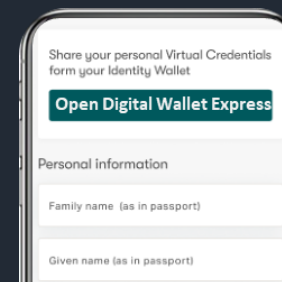 Share your personal Virtual Credentials
form your Identity Wallet
Open Digital Wallet Express
Personal information
Family name (as in passport)
Given name (as in passport)